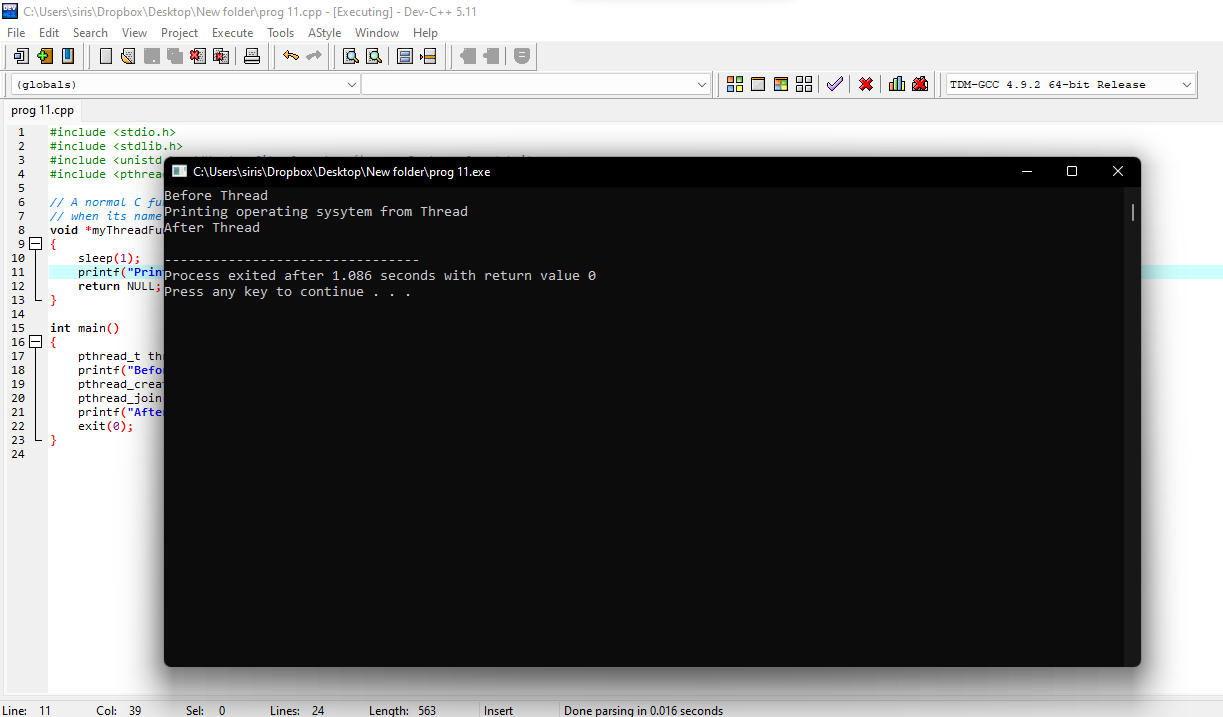 C:\Users\siris\Dropbox\Desktop\New folder\prog 11.cpp - [Executing] - Dev-C++ 5.11
File Edit Search View Project Execute Tools AStyle Window Help
(globals)
TDM-GCC 4.9.2 64-bit Release
prog 11.cpp
1 #include <stdio.h>
2 #include <stdlib.h>
3 #include <unistd
4 #include <pthrea
5
6 // A normal C fu
7 // when its name
8 void *myThreadFu
9 {
10 sleep(1);
11 printf("Prin
12 return NULL;
13 }
14
15 int main()
16 {
17 pthread_t thr
18 printf("Befo
19 pthread_crea
20 pthread_join
21 printf("Afte
22 exit(0);
23 }
24
C:\Users\siris\Dropbox\Desktop\New folder\prog 11.exe
Before Thread
Printing operating sysytem from Thread
After Thread
--------------------------------
Process exited after 1.086 seconds with return value 0
Press any key to continue . . .
Line: 11 Col: 39 Sel: 0 Lines: 24 Length: 563 Insert Done parsing in 0.016 seconds